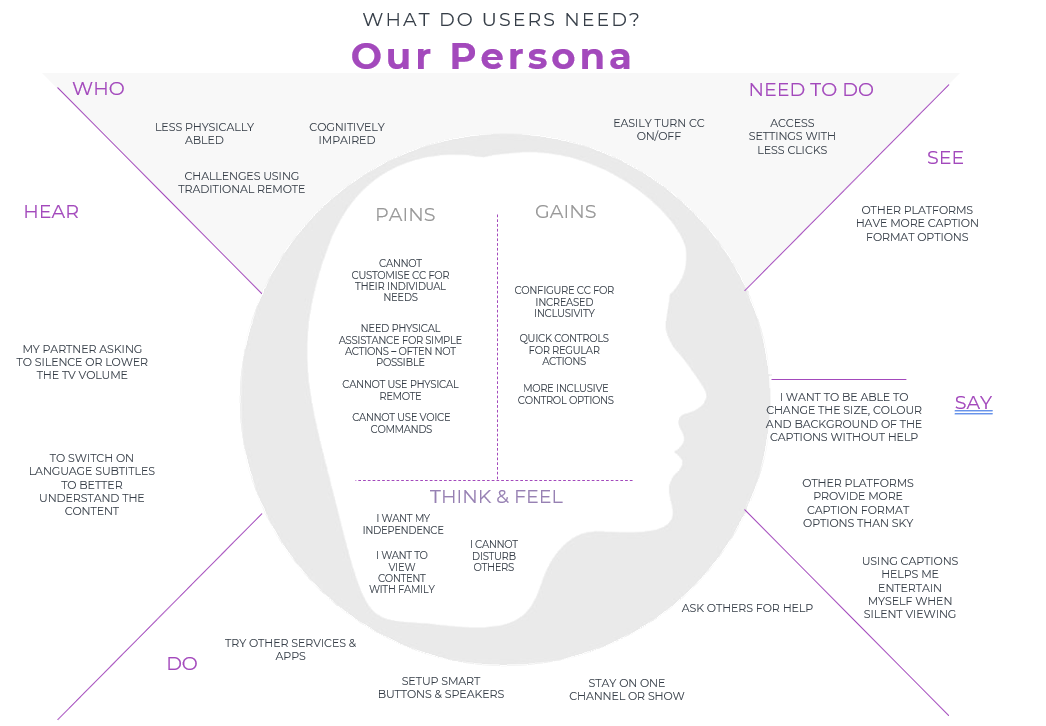 WHAT DO USERS NEED?
Our Persona
WHO
LESS PHYSICALLY
ABLED
COGNITIVELY
IMPAIRED
CHALLENGES USING
TRADITIONAL REMOTE
NEED TO DO
EASILY TURN CC
ON/OFF
ACCESS
SETTINGS WITH
LESS CLICKS
SEE
OTHER PLATFORMS
HAVE MORE CAPTION
FORMAT OPTIONS
HEAR
MY PARTNER ASKING
TO SILENCE OR LOWER
THE TV VOLUME
TO SWITCH ON
LANGUAGE SUBTITLES
TO BETTER
UNDERSTAND THE
CONTENT
PAINS
CANNOT
CUSTOMISE CC FOR
THEIR INDIVIDUAL
NEEDS
NEED PHYSICAL
ASSISTANCE FOR SIMPLE
ACTIONS – OFTEN NOT
POSSIBLE
CANNOT USE PHYSICAL
REMOTE
CANNOT USE VOICE
COMMANDS
GAINS
CONFIGURE CC FOR
INCREASED
INCLUSIVITY
QUICK CONTROLS
FOR REGULAR
ACTIONS
MORE INCLUSIVE
CONTROL OPTIONS
THINK & FEEL
I WANT MY
INDEPENDENCE
I WANT TO
VIEW
CONTENT
WITH FAMILY
I CANNOT
DISTURB
OTHERS
SAY
I WANT TO BE ABLE TO
CHANGE THE SIZE, COLOUR
AND BACKGROUND OF THE
CAPTIONS WITHOUT HELP
OTHER PLATFORMS
PROVIDE MORE
CAPTION FORMAT
OPTIONS THAN SKY
USING CAPTIONS
HELPS ME
ENTERTAIN
MYSELF WHEN
SILENT VIEWING
DO
TRY OTHER SERVICES &
APPS
SETUP SMART
BUTTONS & SPEAKERS
STAY ON ONE
CHANNEL OR SHOW
ASK OTHERS FOR HELP